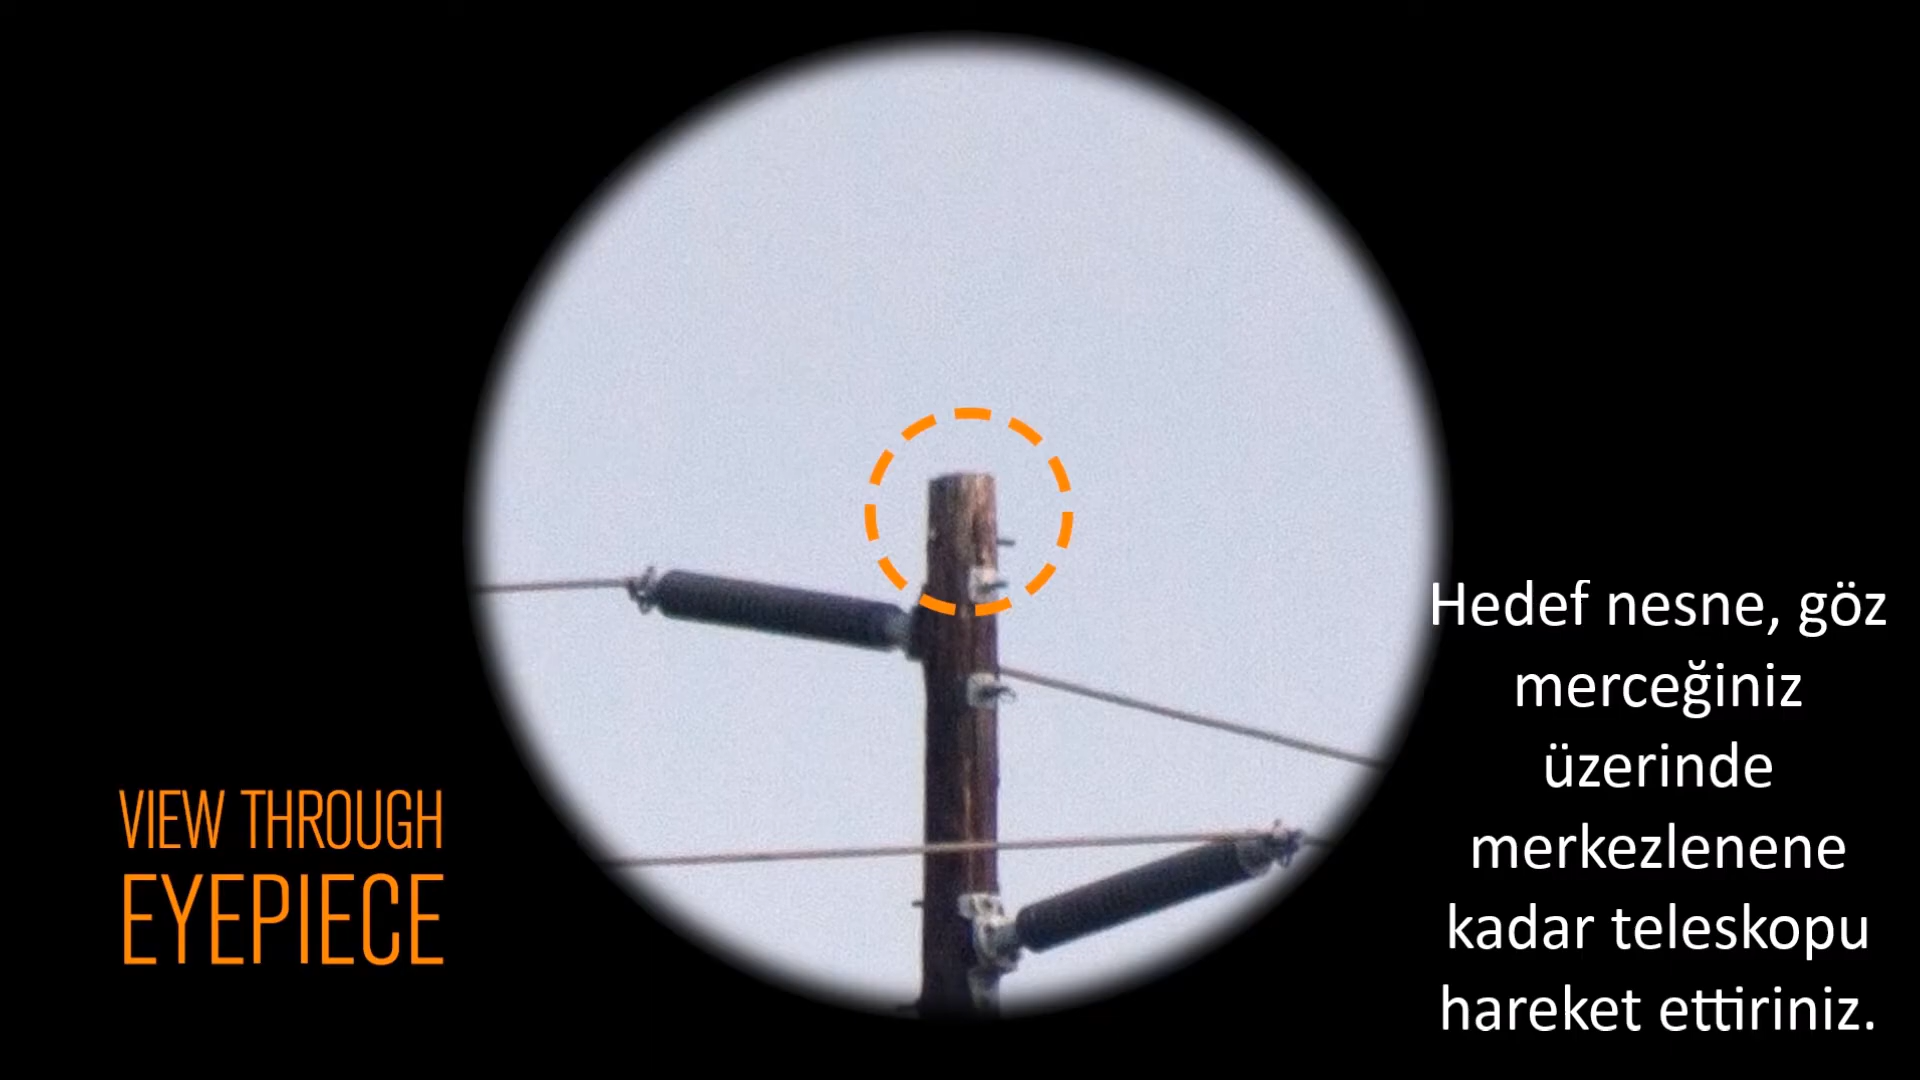 VIEW THROUGH
EYEPIECE
Hedef nesne, göz
merceğiniz
üzerinde
merkezlenene
kadar teleskopu
hareket ettiriniz.